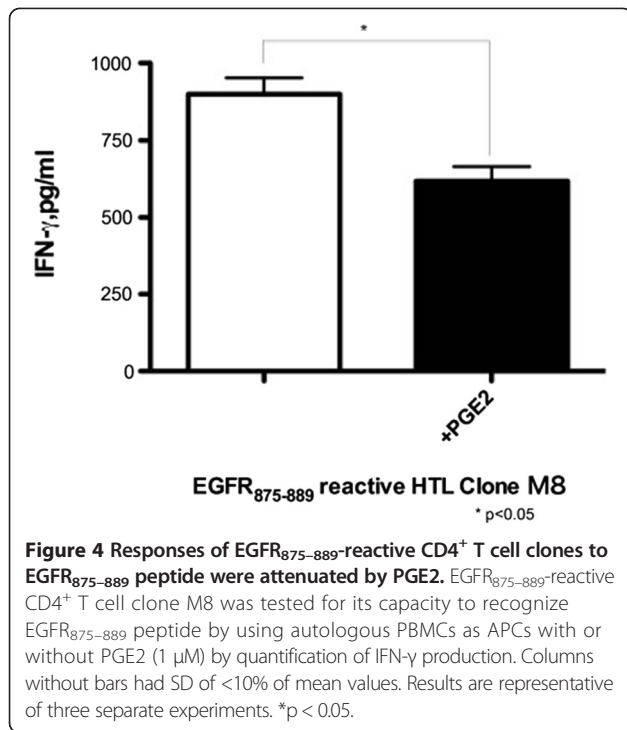 *
1000
750
500
250
0
IFN-γ,pg/ml
+PGE2
EGFR875-889 reactive HTL Clone M8
* p<0.05
Figure 4 Responses of EGFR875–889-reactive CD4+ T cell clones to
EGFR875–889 peptide were attenuated by PGE2. EGFR875–889-reactive
CD4+ T cell clone M8 was tested for its capacity to recognize
EGFR875–889 peptide by using autologous PBMCs as APCs with or
without PGE2 (1 μM) by quantification of IFN-γ production. Columns
without bars had SD of <10% of mean values. Results are representative
of three separate experiments. *p < 0.05.